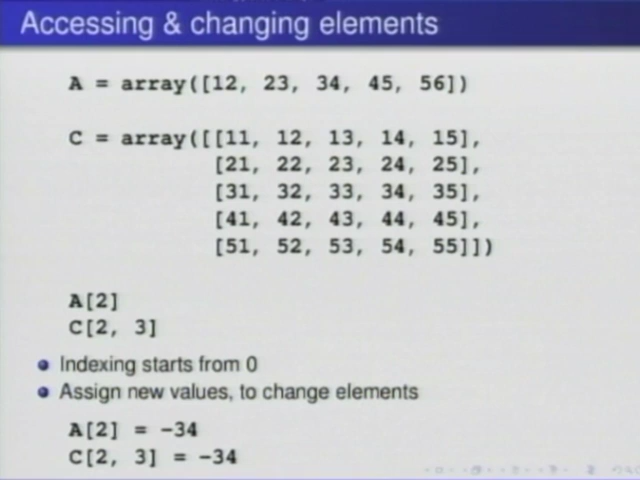 Accessing & changing elements
A = array([12, 23, 34, 45, 56])
C = array([[11, 12, 13, 14, 15],
[21, 22, 23, 24, 25],
[31, 32, 33, 34, 35],
[41, 42, 43, 44, 45],
[51, 52, 53, 54, 55]])
A[2]
C[2, 3]
Indexing starts from 0
Assign new values, to change elements
A[2] = -34
C[2, 3] = -34